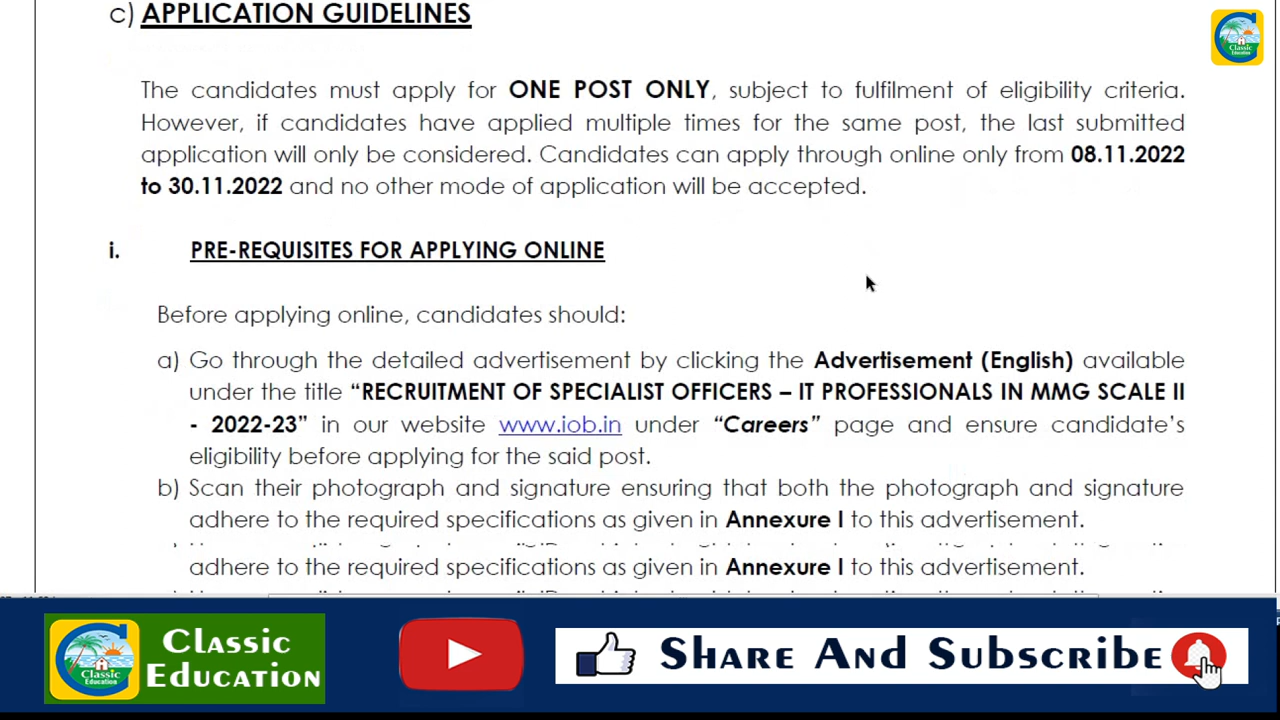 c) APPLICATION GUIDELINES
Classic
Education
The candidates must apply for ONE POST ONLY, subject to fulfilment of eligibility criteria.
However, if candidates have applied multiple times for the same post, the last submitted
application will only be considered. Candidates can apply through online only from 08.11.2022
to 30.11.2022 and no other mode of application will be accepted.
i. PRE-REQUISITES FOR APPLYING ONLINE
Before applying online, candidates should:
a) Go through the detailed advertisement by clicking the Advertisement (English) available
under the title “RECRUITMENT OF SPECIALIST OFFICERS – IT PROFESSIONALS IN MMG SCALE II
- 2022-23” in our website www.iob.in under “Careers” page and ensure candidate’s
eligibility before applying for the said post.
b) Scan their photograph and signature ensuring that both the photograph and signature
adhere to the required specifications as given in Annexure I to this advertisement.
adhere to the required specifications as given in Annexure I to this advertisement.
Classic
Education
Classic
Education
Share And Subscribe